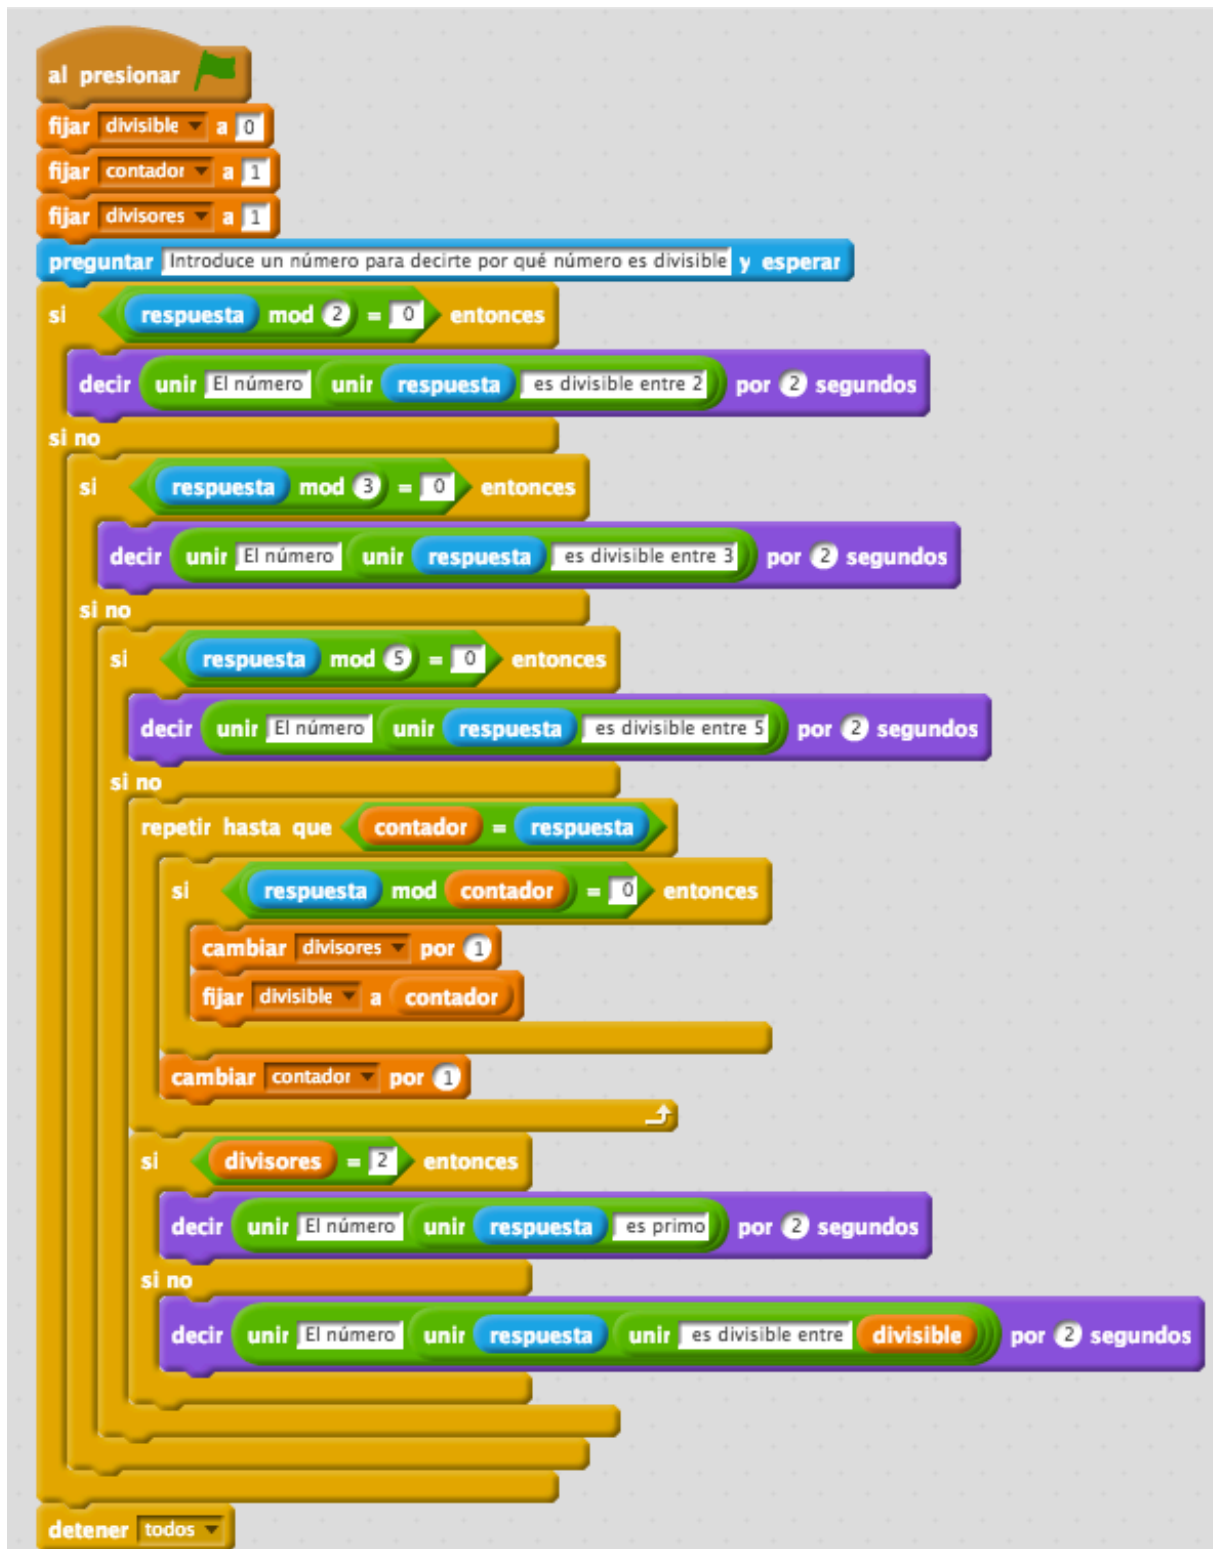 al presionar
fijar divisible a 0
fijar contador a 1
fijar divisores a 1
preguntar Introduce un número para decirte por qué número es divisible y esperar
si respuesta mod 2 = 0 entonces
decir unir El número unir respuesta es divisible entre 2 por 2 segundos
si no
si respuesta mod 3 = 0 entonces
decir unir El número unir respuesta es divisible entre 3 por 2 segundos
si no
si respuesta mod 5 = 0 entonces
decir unir El número unir respuesta es divisible entre 5 por 2 segundos
si no
repetir hasta que contador = respuesta
si respuesta mod contador = 0 entonces
cambiar divisores por 1
fijar divisible a contador
cambiar contador por 1
si divisores = 2 entonces
decir unir El número unir respuesta es primo por 2 segundos
si no
decir unir El número unir respuesta unir es divisible entre divisible por 2 segundos
detener todos